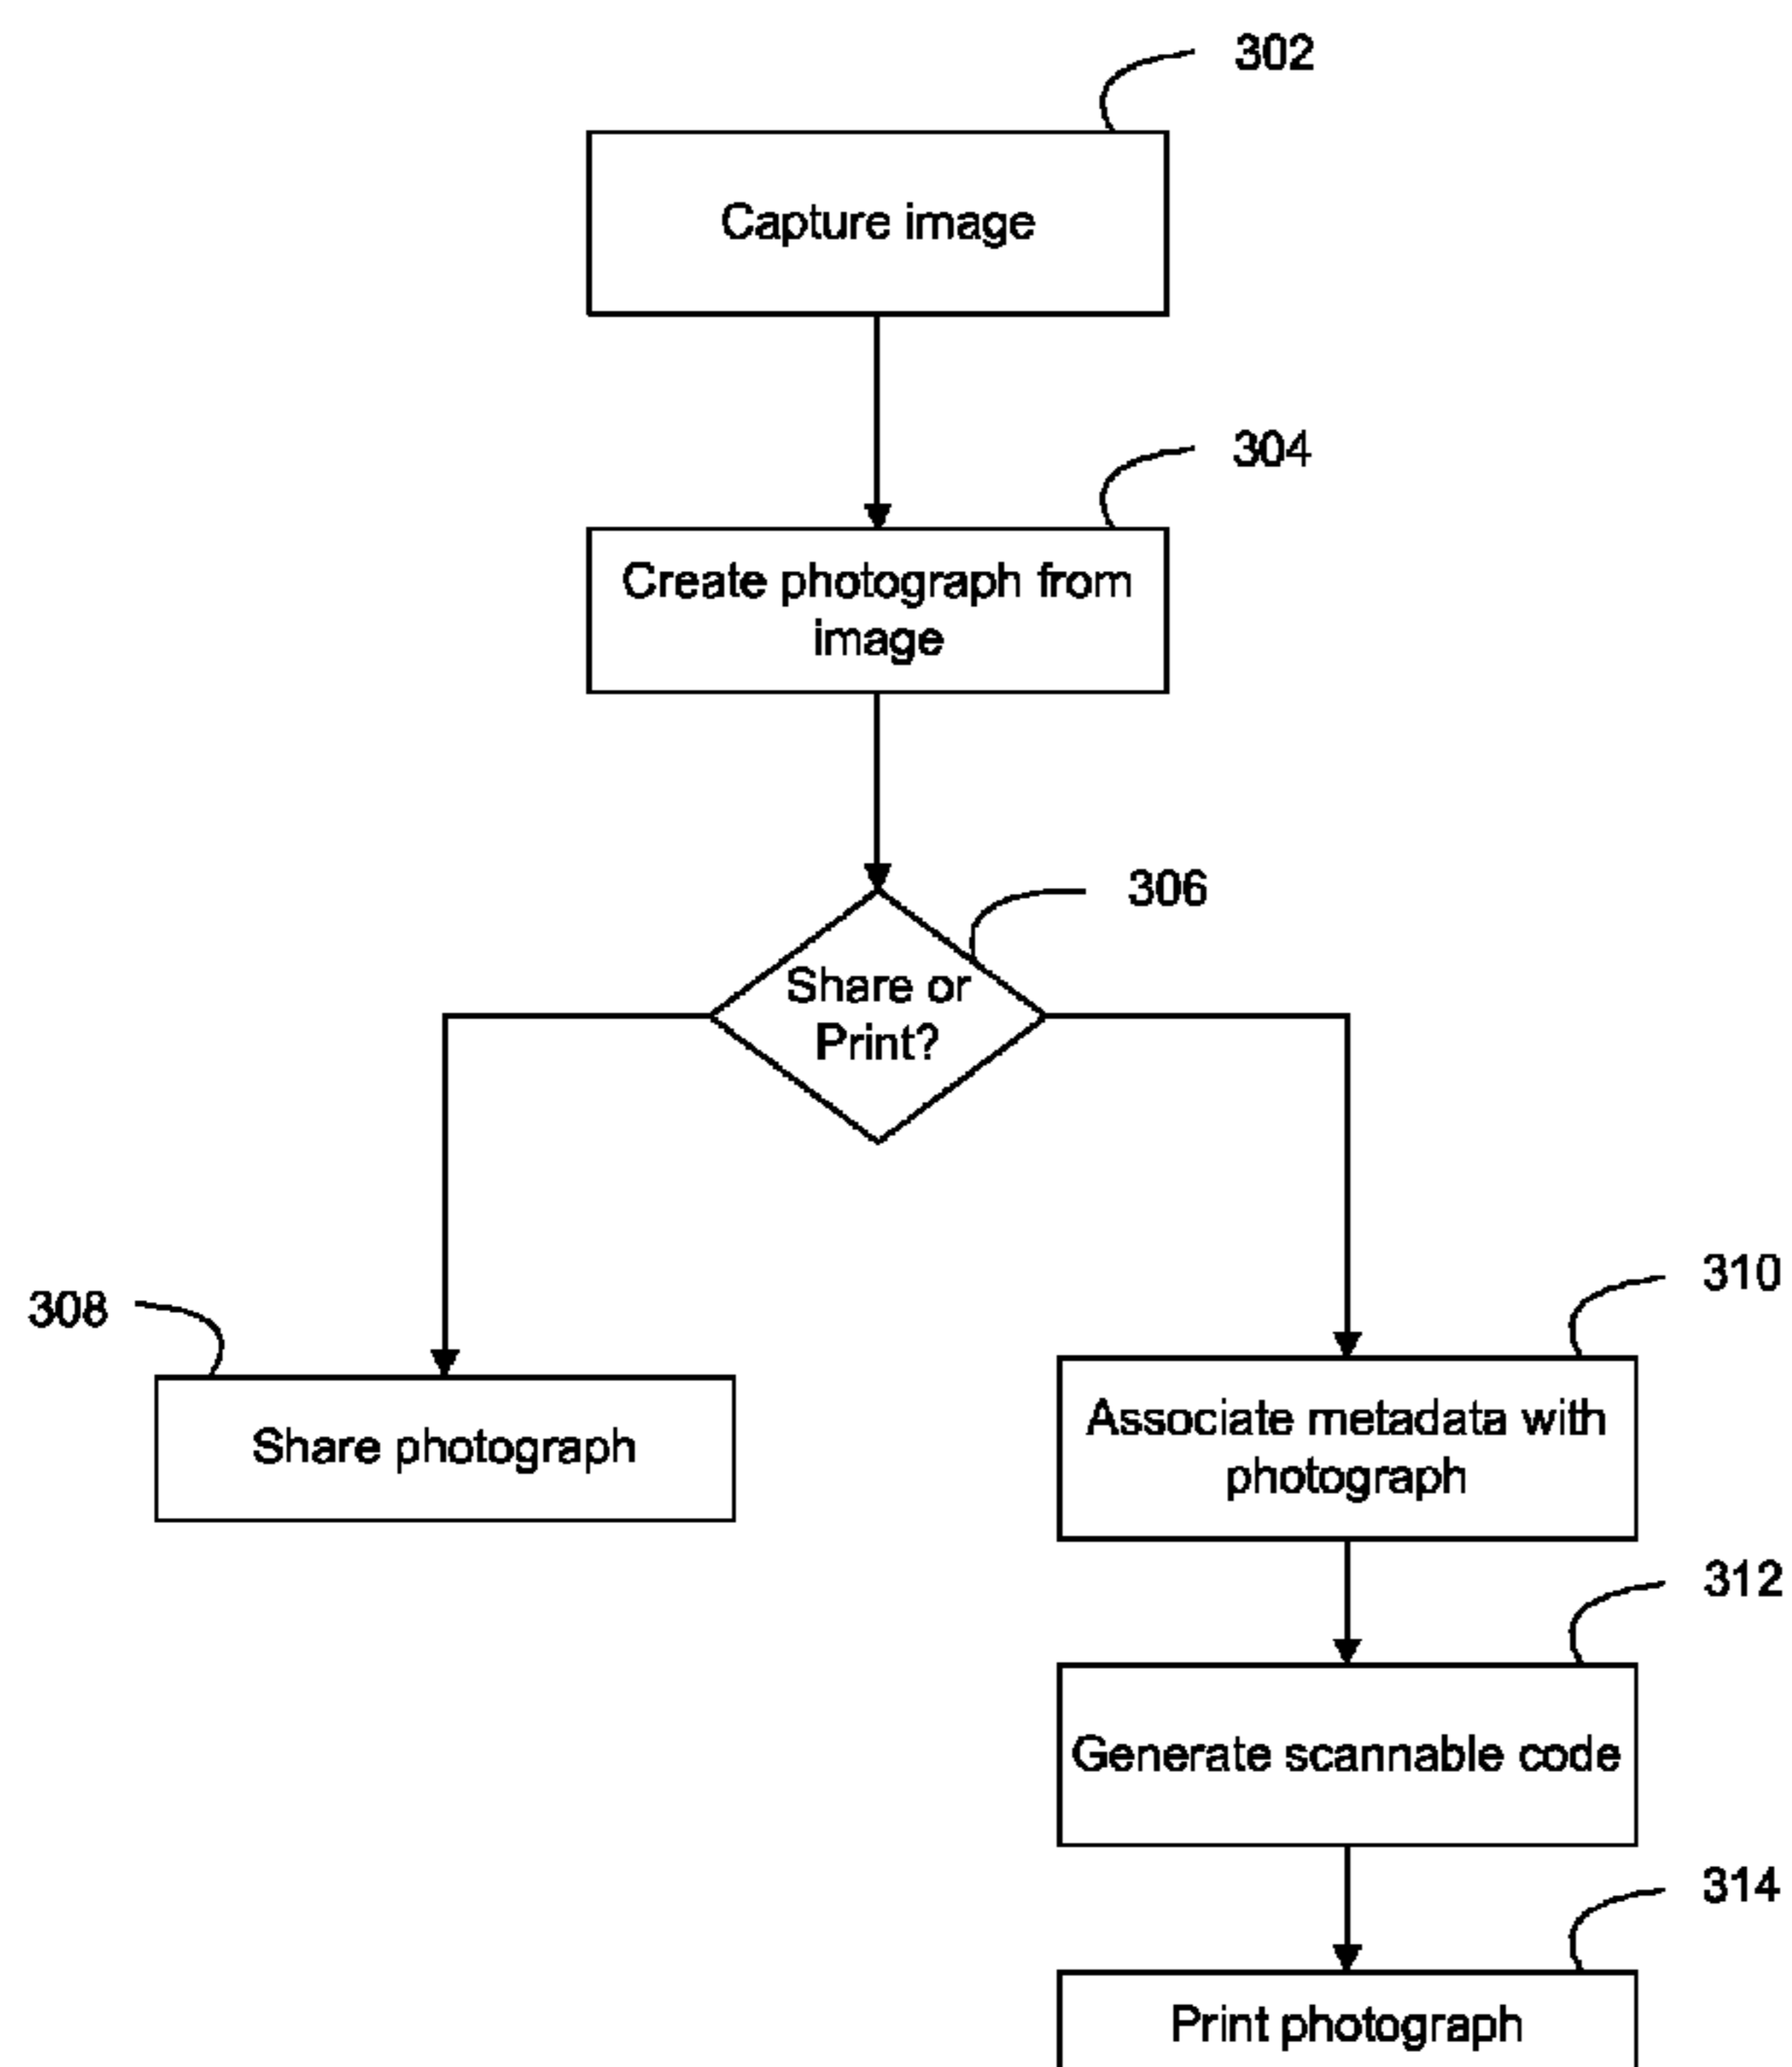 302
Capture image
304
Create photograph from
image
306
Share or
Print?
308
Share photograph
310
Associate metadata with
photograph
312
Generate scannable code
314
Print photograph